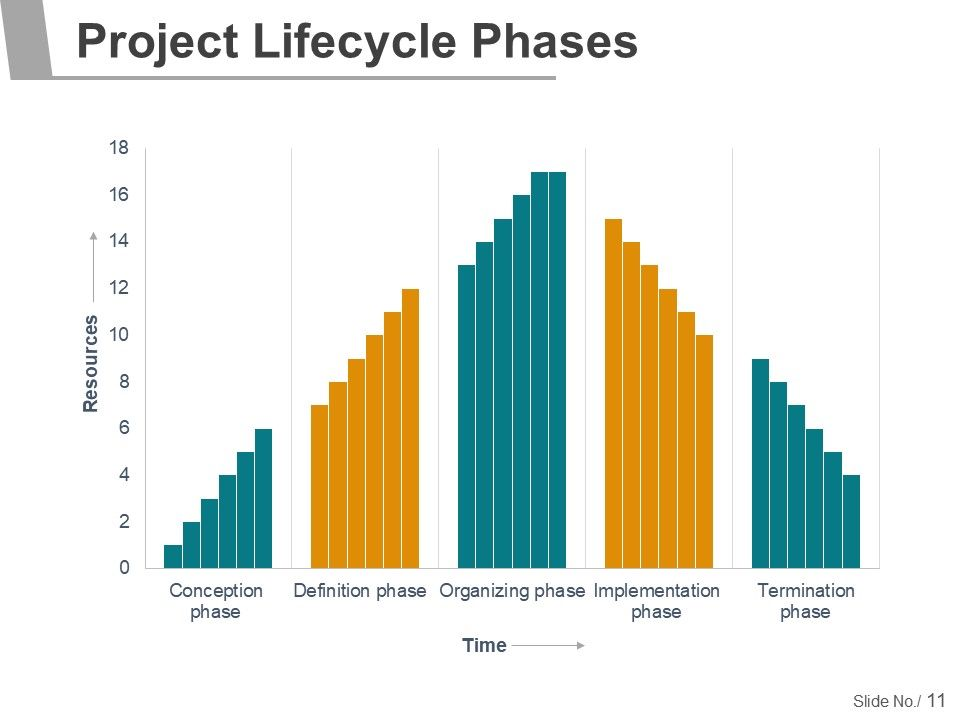 Project Lifecycle Phases
18
16
14
12
10
8
6
4
2
0
Resources
Conception
phase
Definition phase
Organizing phase
Implementation
phase
Termination
phase
Time
Slide No./ 11